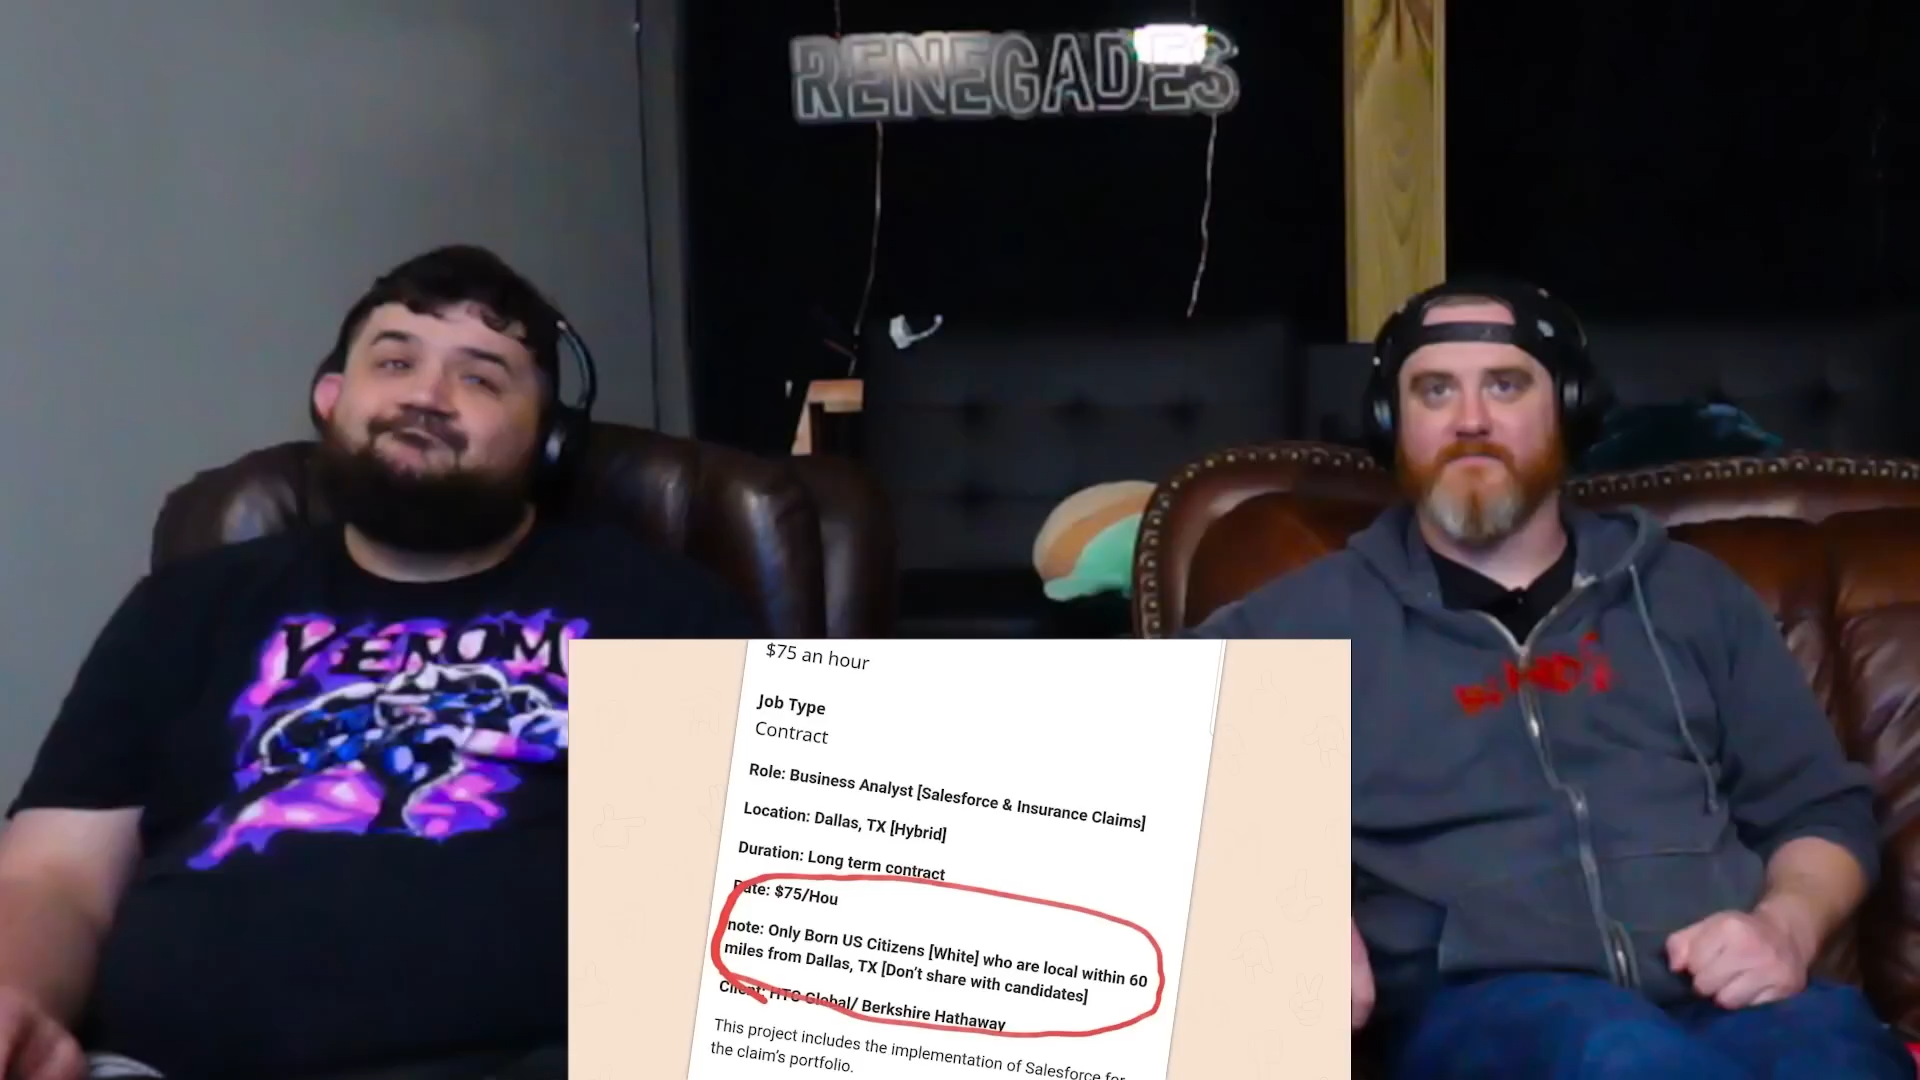 RENEGADES
VENOM
$75 an hour
Job Type
Contract
Role: Business Analyst [Salesforce & Insurance Claims]
Location: Dallas, TX [Hybrid]
Duration: Long term contract
Rate: $75/Hou
note: Only Born US Citizens [White] who are local within 60
miles from Dallas, TX [Don't share with candidates]
Client: HTC Global/ Berkshire Hathaway
This project includes the implementation of Salesforce for
the claim's portfolio.